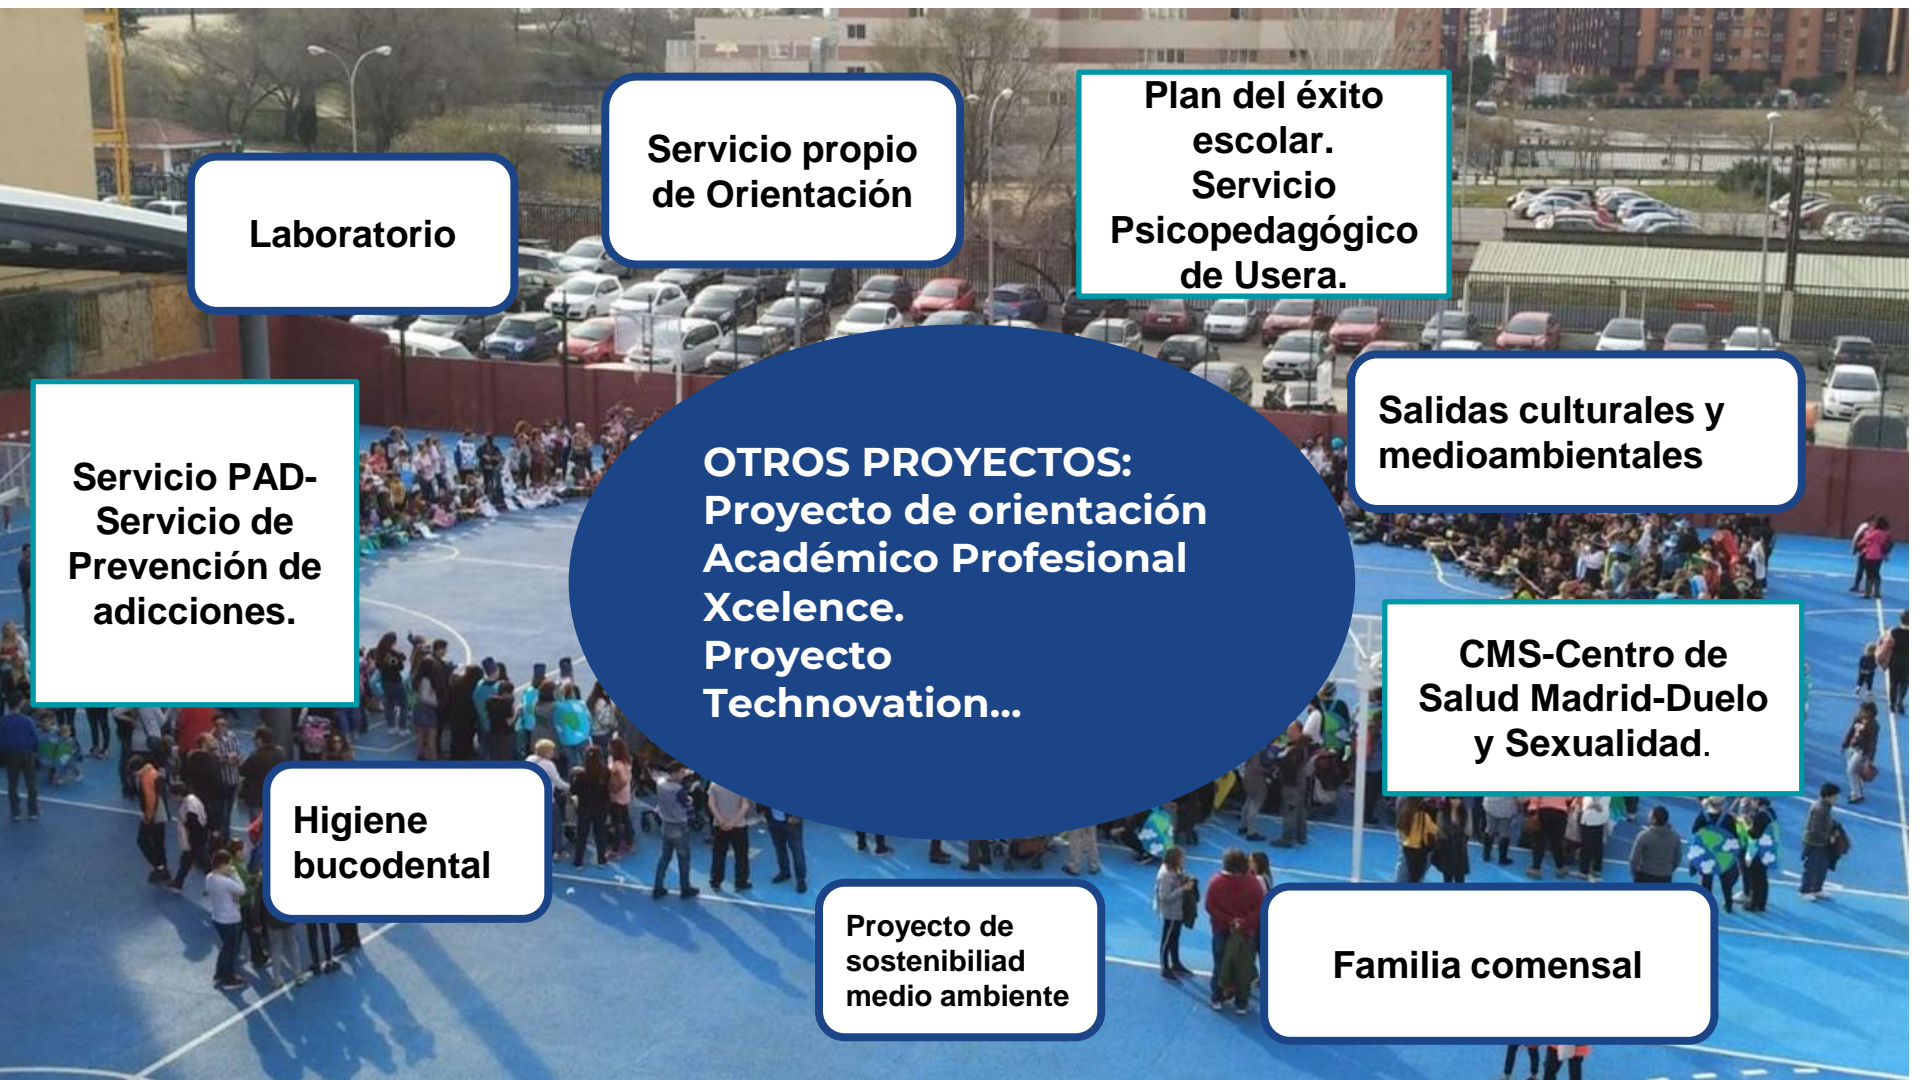 Servicio propio
de Orientación
Plan del éxito
escolar.
Servicio
Psicopedagógico
de Usera.
Laboratorio
Salidas culturales y
medioambientales
Servicio PAD-
Servicio de
Prevención de
adicciones.
OTROS PROYECTOS:
Proyecto de orientación
Académico Profesional
Xcelence.
Proyecto
Technovation...
CMS-Centro de
Salud Madrid-Duelo
y Sexualidad.
Higiene
bucodental
Proyecto de
sostenibiliad
medio ambiente
Familia comensal